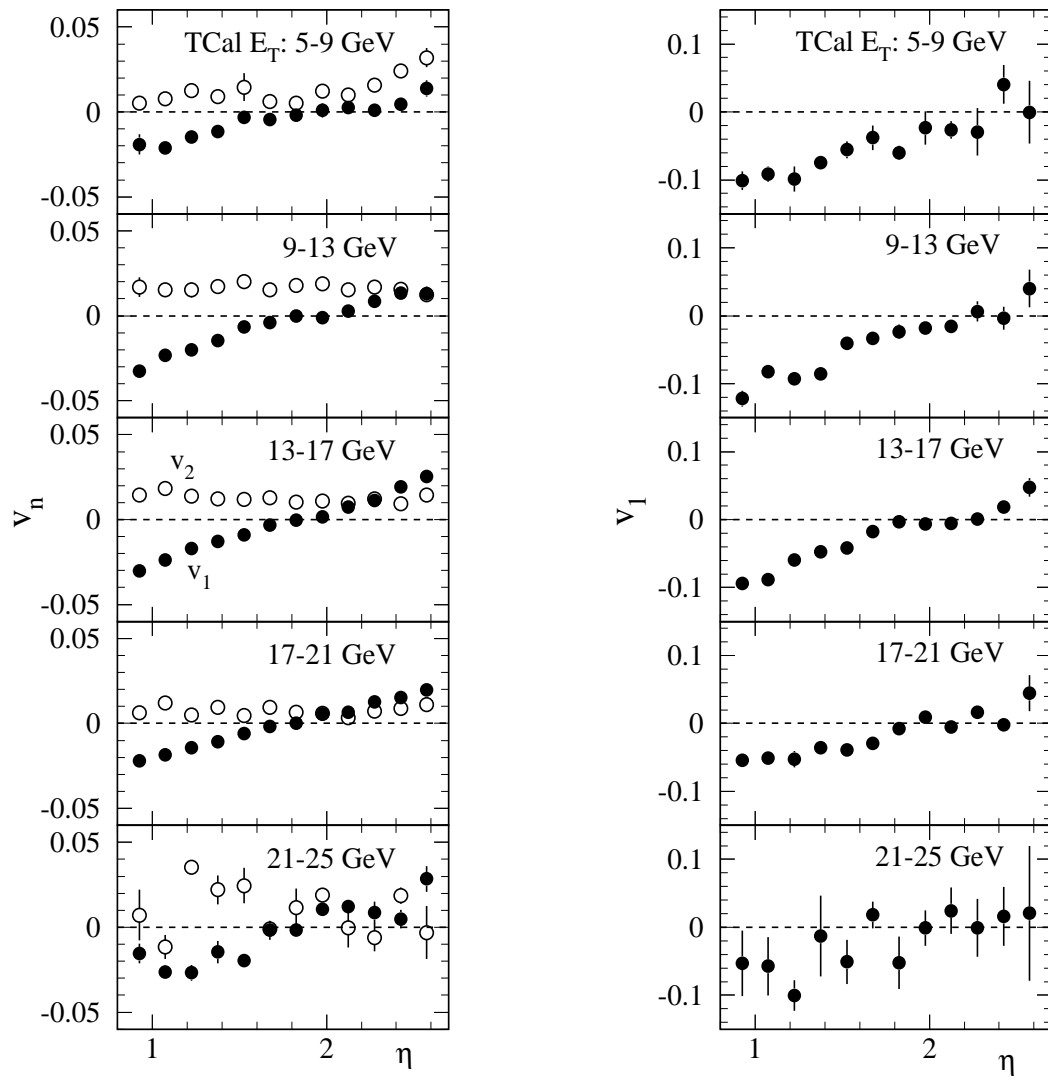 0.05
0
-0.05
TCal E_T: 5-9 GeV
0.05
0
-0.05
9-13 GeV
0.05
0
-0.05
13-17 GeV
v_2
v_1
v_n
0.05
0
-0.05
17-21 GeV
0.05
0
-0.05
21-25 GeV
1 2 η
0.1
0
-0.1
TCal E_T: 5-9 GeV
0.1
0
-0.1
9-13 GeV
0.1
0
-0.1
13-17 GeV
v_1
0.1
0
-0.1
17-21 GeV
0.1
0
-0.1
21-25 GeV
1 2 η